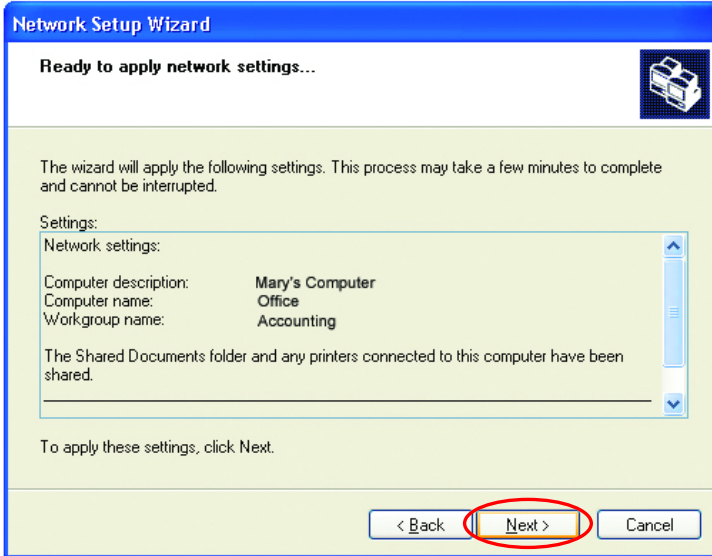 Network Setup Wizard
Ready to apply network settings...
The wizard will apply the following settings. This process may take a few minutes to complete
and cannot be interrupted.
Settings:
Network settings:
Computer description: Mary's Computer
Computer name: Office
Workgroup name: Accounting
The Shared Documents folder and any printers connected to this computer have been
shared.
To apply these settings, click Next.
< Back Next > Cancel